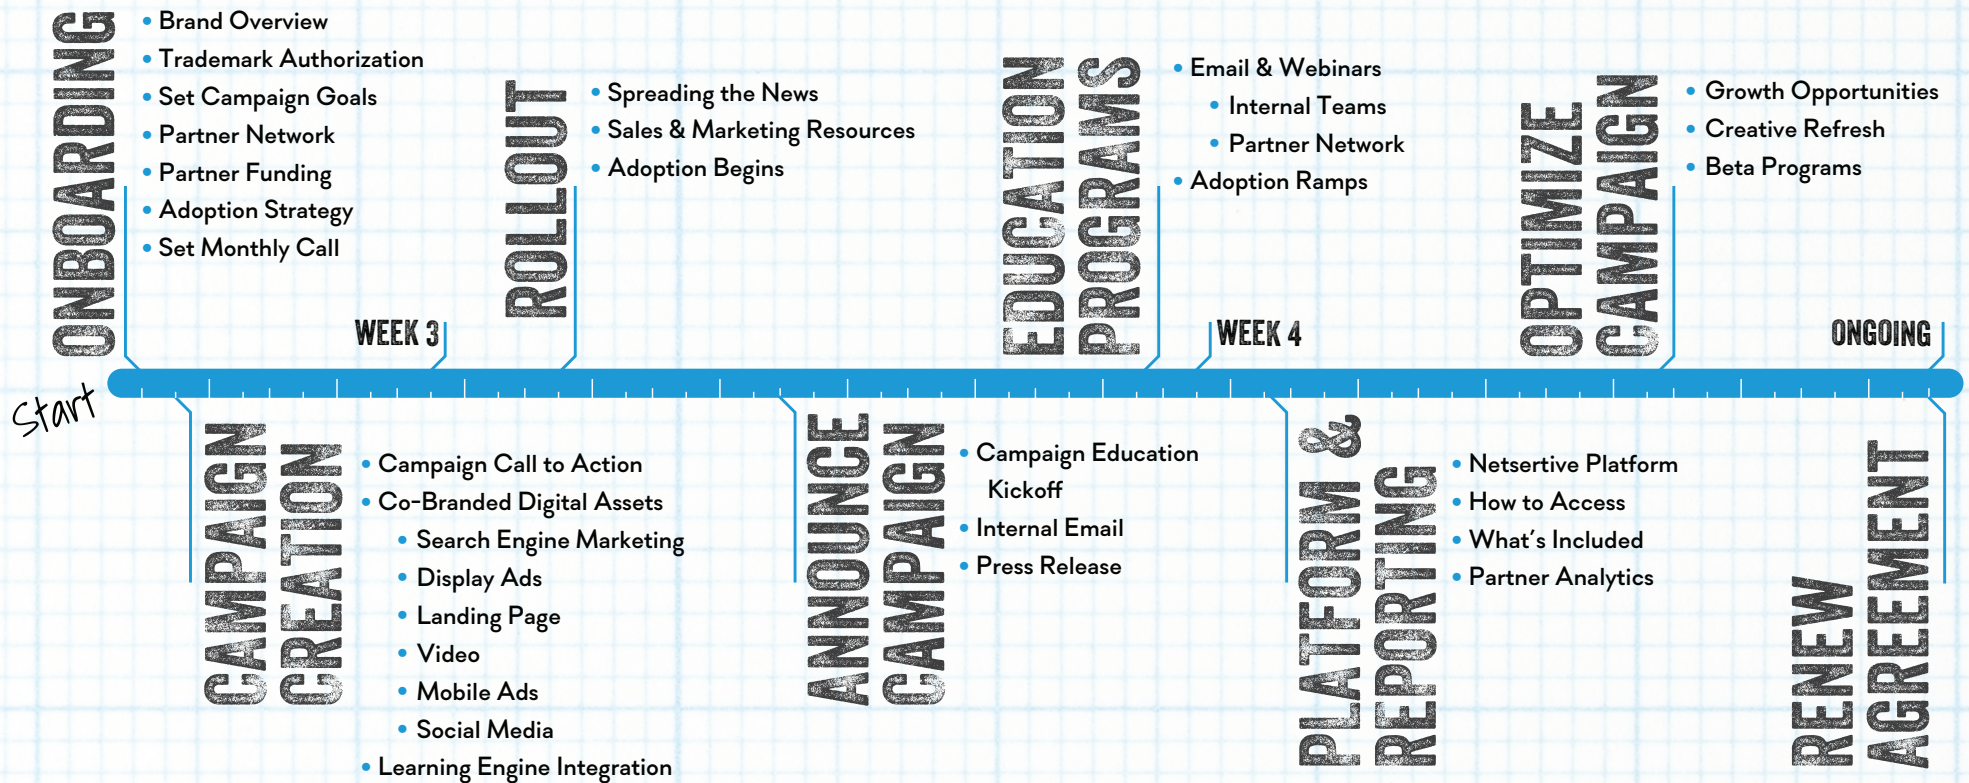 ONBOARDING
• Brand Overview
• Trademark Authorization
• Set Campaign Goals
• Partner Network
• Partner Funding
• Adoption Strategy
• Set Monthly Call
WEEK 3
ROLLOUT
• Spreading the News
• Sales & Marketing Resources
• Adoption Begins
EDUCATION
PROGRAMS
• Email & Webinars
• Internal Teams
• Partner Network
• Adoption Ramps
WEEK 4
OPTIMIZE
CAMPAIGN
• Growth Opportunities
• Creative Refresh
• Beta Programs
ONGOING
Start
CAMPAIGN
CREATION
• Campaign Call to Action
• Co-Branded Digital Assets
• Search Engine Marketing
• Display Ads
• Landing Page
• Video
• Mobile Ads
• Social Media
• Learning Engine Integration
ANNOUNCE
CAMPAIGN
• Campaign Education
Kickoff
• Internal Email
• Press Release
PLATFORM &
REPORTING
• Netsertive Platform
• How to Access
• What's Included
• Partner Analytics
RENEW
AGREEMENT